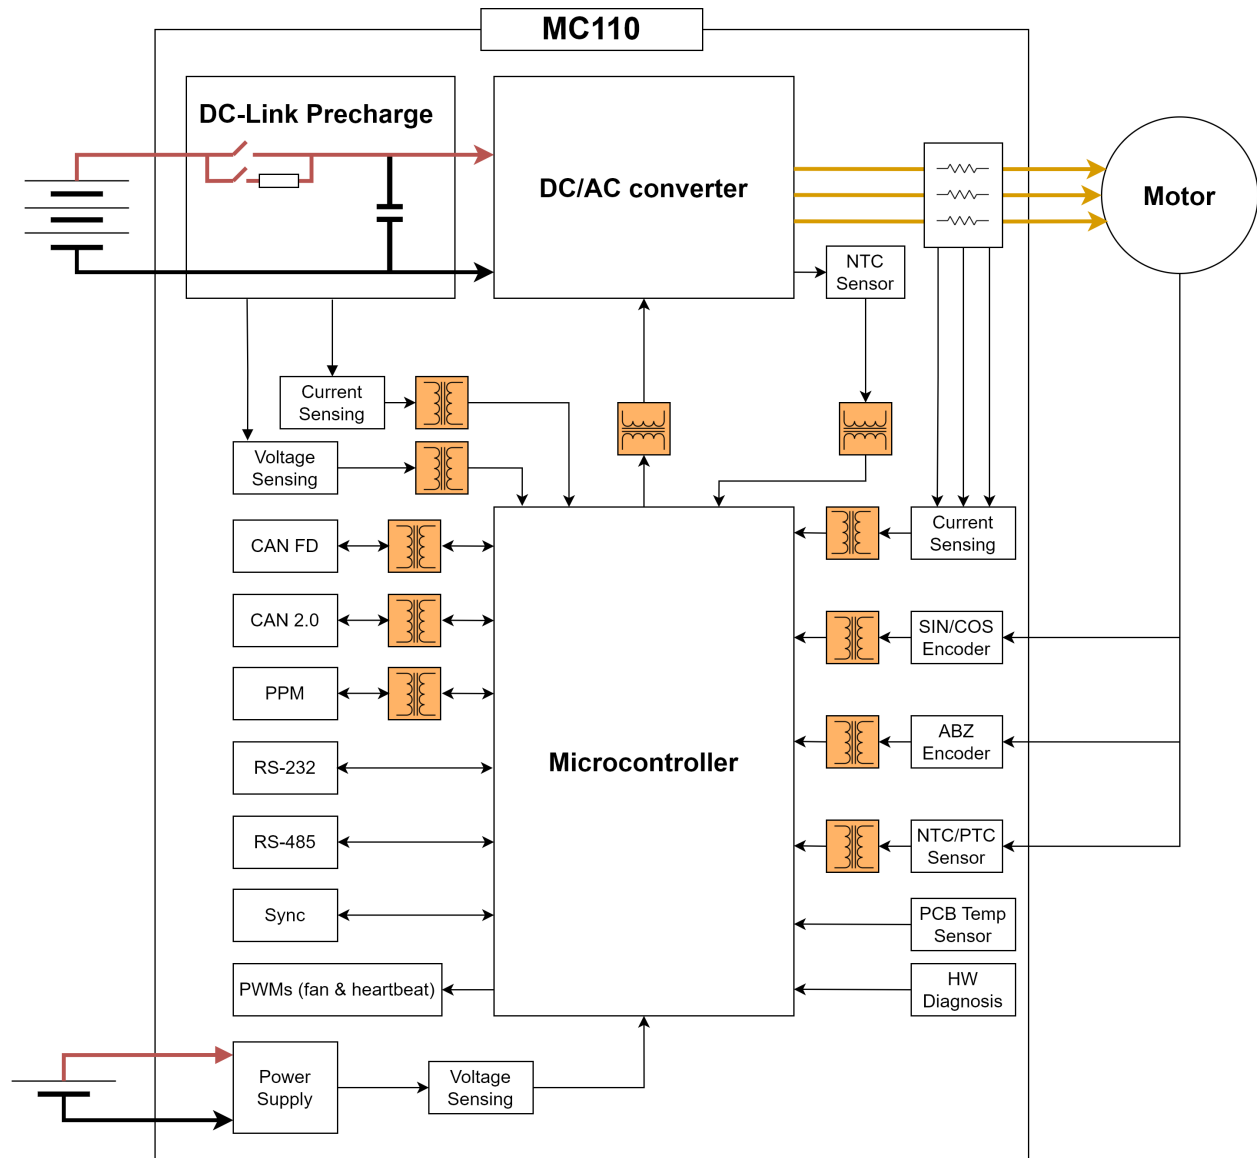 MC110
DC-Link Precharge
DC/AC converter
Motor
NTC
Sensor
Current
Sensing
Voltage
Sensing
CAN FD
Current
Sensing
CAN 2.0
SIN/COS
Encoder
PPM
ABZ
Encoder
Microcontroller
RS-232
RS-485
NTC/PTC
Sensor
Sync
PCB Temp
Sensor
PWMs (fan & heartbeat)
HW
Diagnosis
Power
Supply
Voltage
Sensing